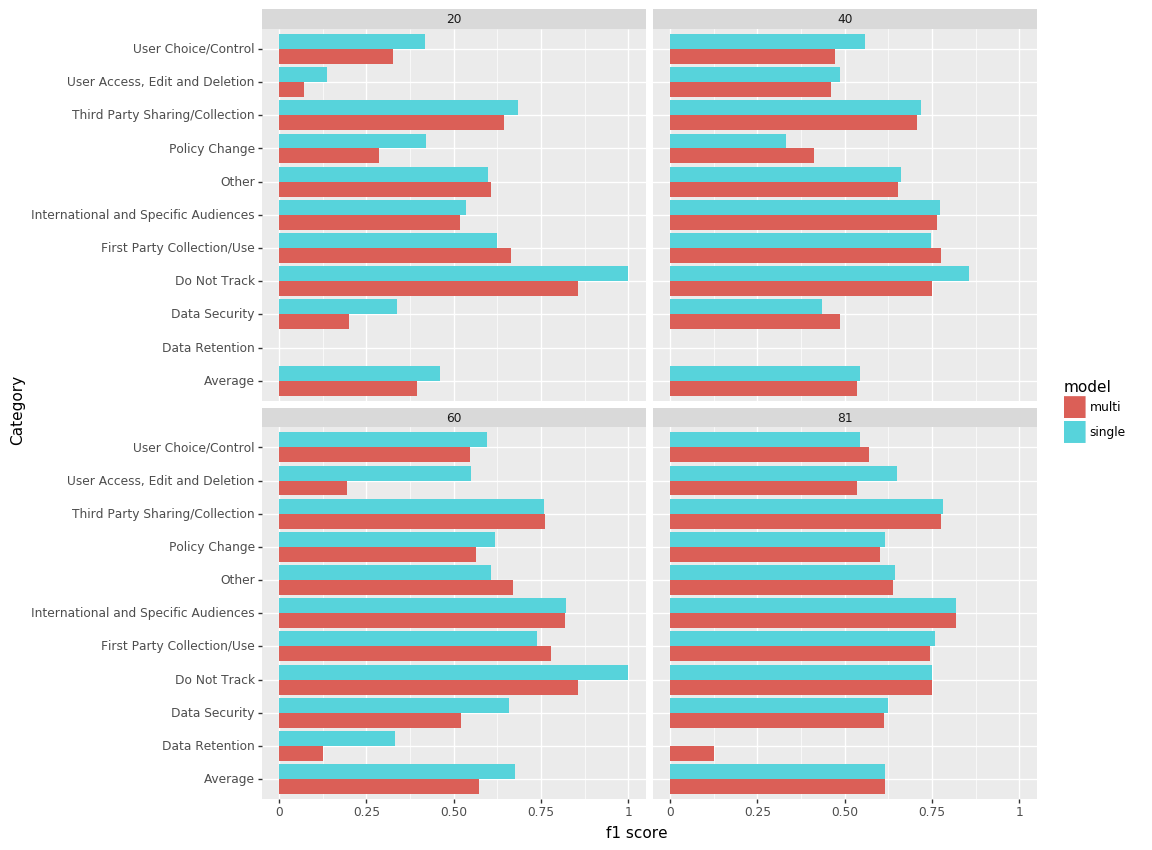 20
40
User Choice/Control
User Access, Edit and Deletion
Third Party Sharing/Collection
Policy Change
Other
International and Specific Audiences
First Party Collection/Use
Do Not Track
Data Security
Data Retention
Average
Category
60
81
User Choice/Control
User Access, Edit and Deletion
Third Party Sharing/Collection
Policy Change
Other
International and Specific Audiences
First Party Collection/Use
Do Not Track
Data Security
Data Retention
Average
0 0.25 0.50 0.75 1
0 0.25 0.50 0.75 1
f1 score
model
multi
single